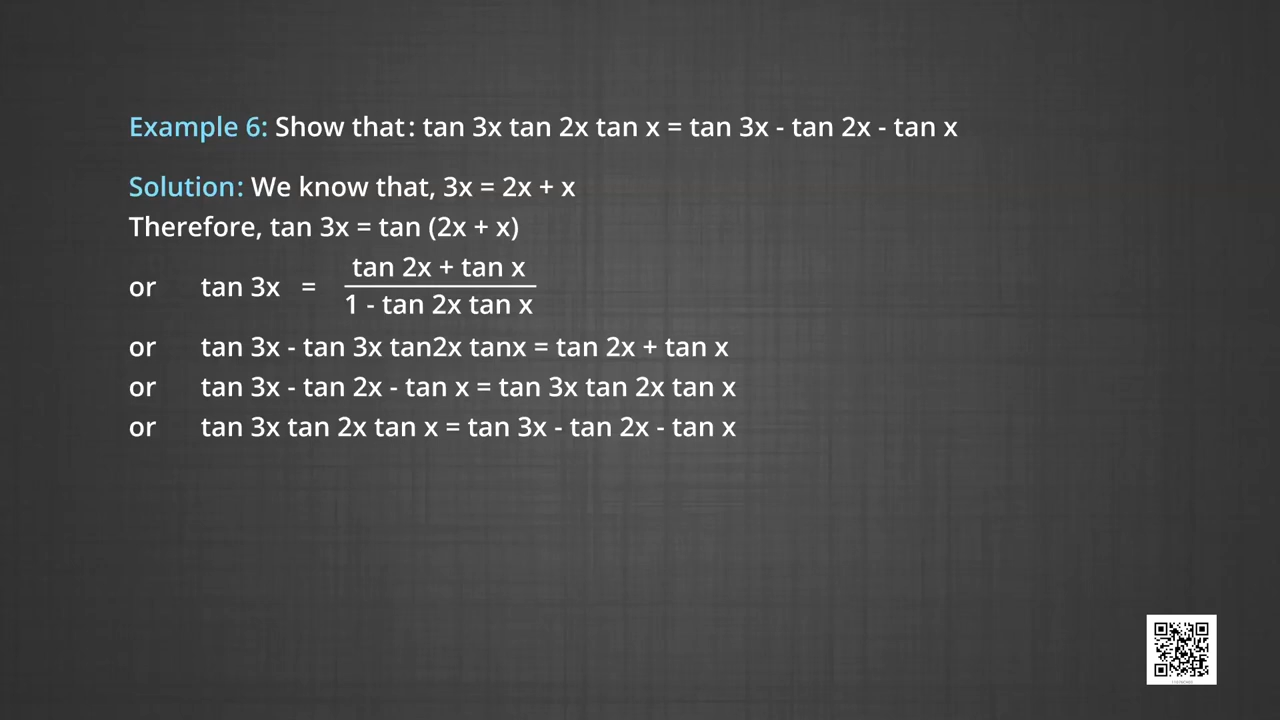 Example 6: Show that: tan 3x tan 2x tan x = tan 3x - tan 2x - tan x
Solution: We know that, 3x = 2x + x
Therefore, tan 3x = tan (2x + x)
or tan 3x = tan 2x + tan x
1 - tan 2x tan x
or tan 3x - tan 3x tan2x tanx = tan 2x + tan x
or tan 3x - tan 2x - tan x = tan 3x tan 2x tan x
or tan 3x tan 2x tan x = tan 3x - tan 2x - tan x